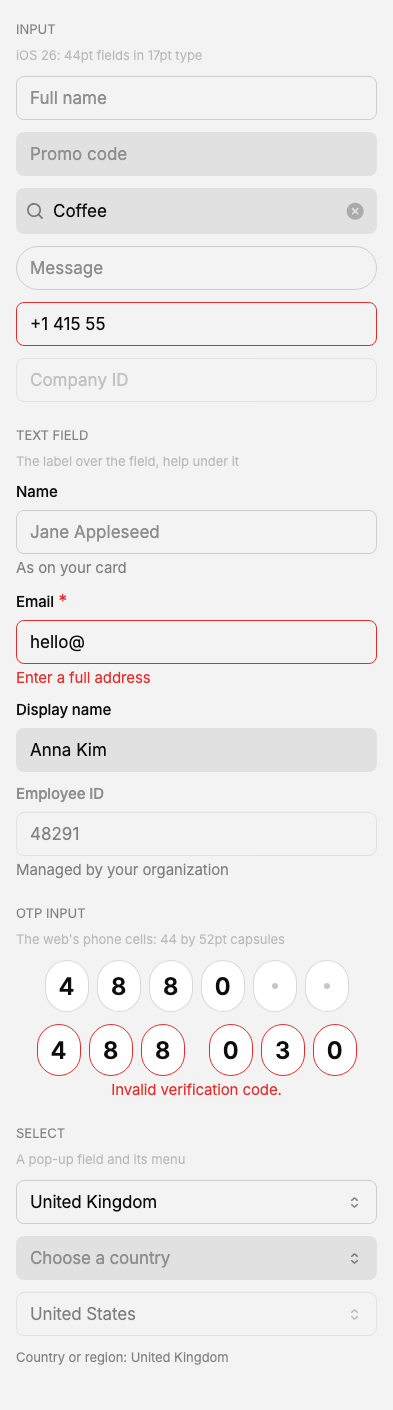 INPUT
iOS 26: 44pt fields in 17pt type
Full name
Promo code
Coffee
Message
+1 415 55
Company ID
TEXT FIELD
The label over the field, help under it
Name
Jane Appleseed
As on your card
Email *
hello@
Enter a full address
Display name
Anna Kim
Employee ID
48291
Managed by your organization
OTP INPUT
The web's phone cells: 44 by 52pt capsules
4 8 8 0 • •
4 8 8 0 3 0
Invalid verification code.
SELECT
A pop-up field and its menu
United Kingdom
Choose a country
United States
Country or region: United Kingdom